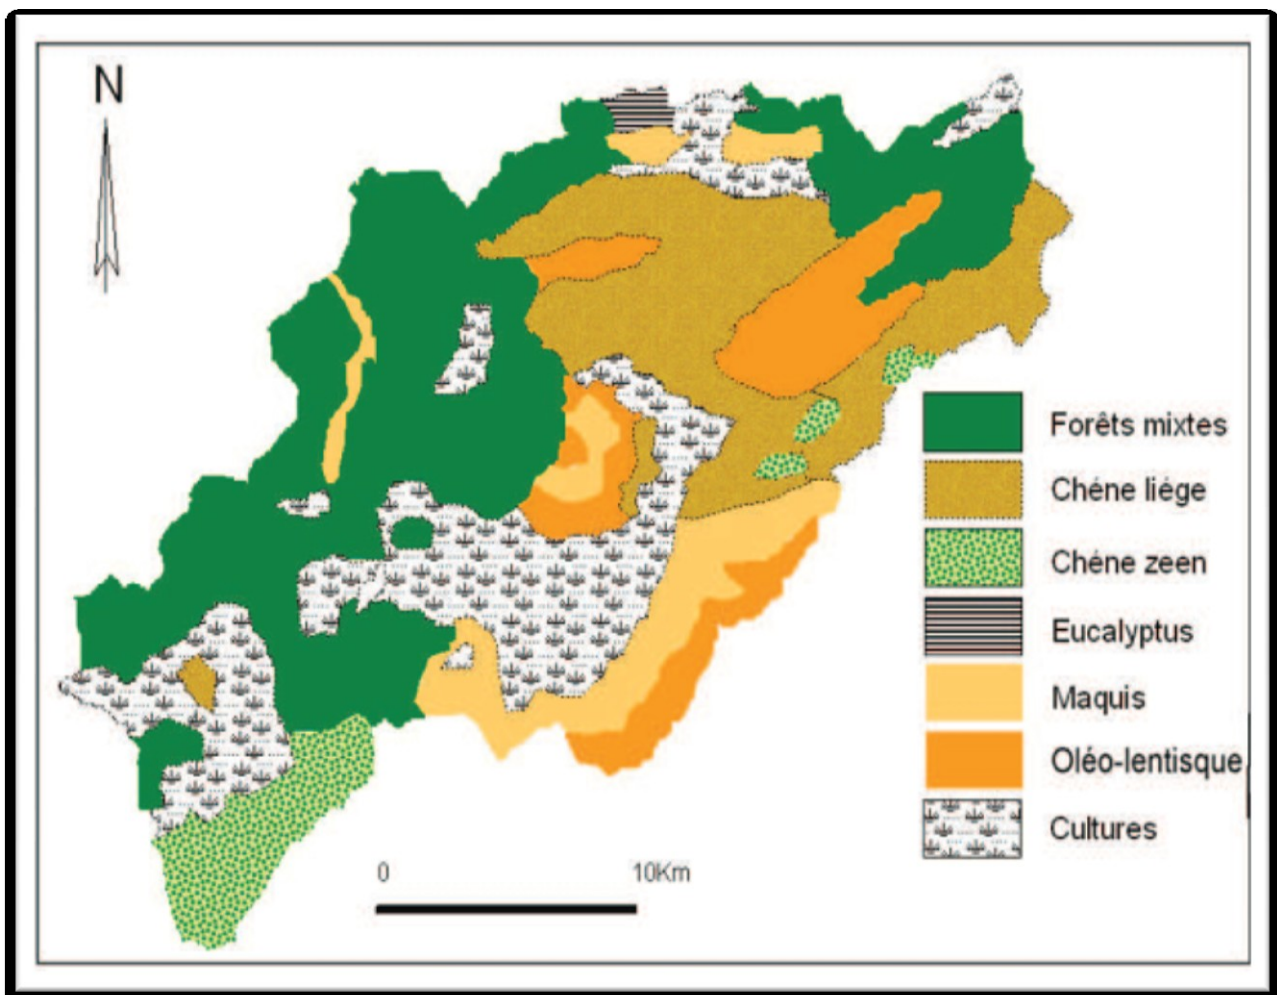 N
Forêts mixtes
Chéne liége
Chéne zeen
Eucalyptus
Maquis
Oléo-lentisque
Cultures
0 10Km